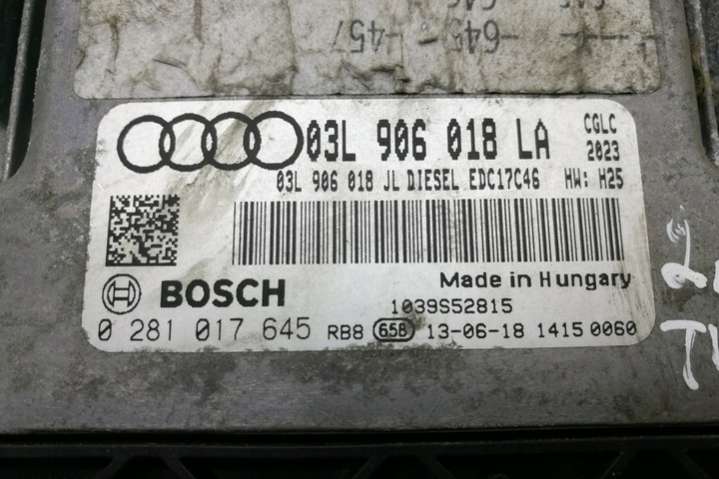 03L 906 018 LA CGLC
2023
03L 906 018 JL DIESEL EDC17C46 HW: H25
BOSCH
Made in Hungary
1039S52815
0 281 017 645 RB8 658 13-06-18 1415 0060